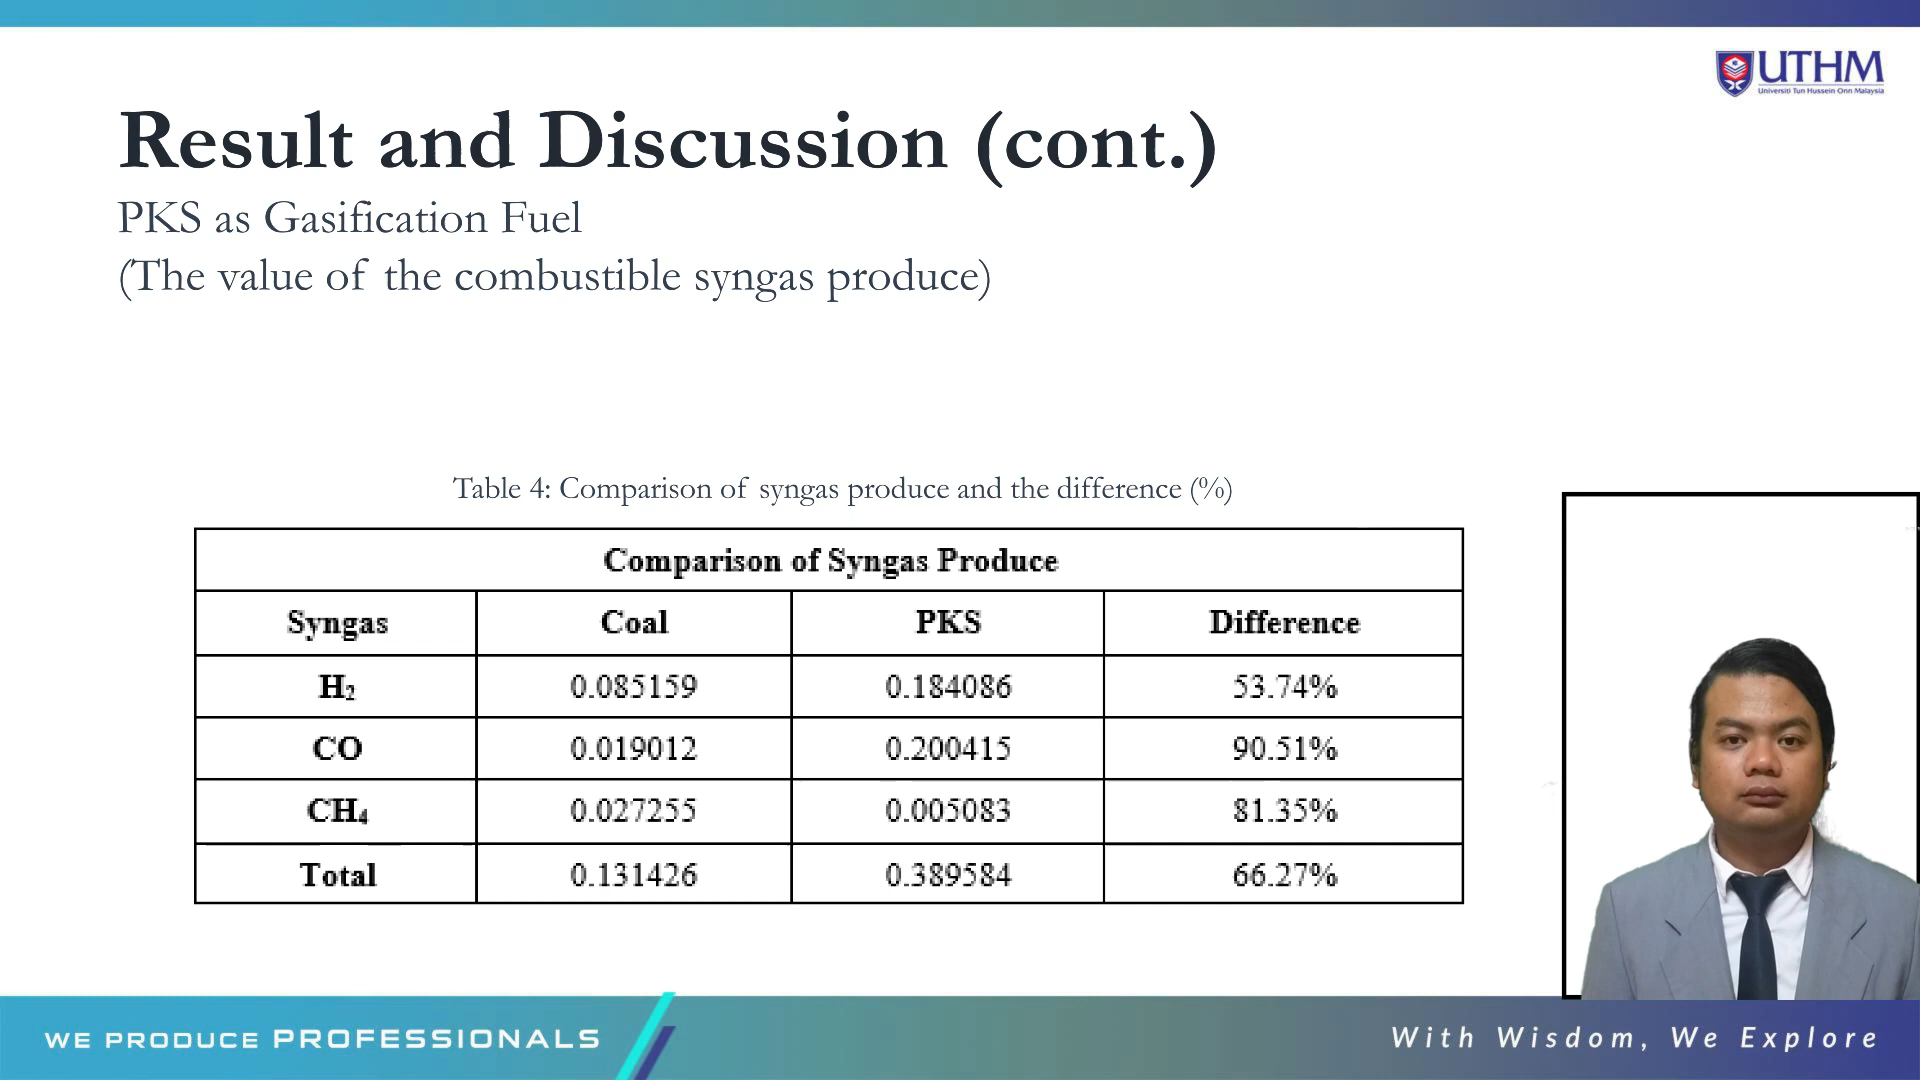 UTHM
Universiti Tun Hussein Onn Malaysia
Result and Discussion (cont.)
PKS as Gasification Fuel
(The value of the combustible syngas produce)
Table 4: Comparison of syngas produce and the difference (%)
Comparison of Syngas Produce
Syngas Coal PKS Difference
H₂ 0.085159 0.184086 53.74%
CO 0.019012 0.200415 90.51%
CH₄ 0.027255 0.005083 81.35%
Total 0.131426 0.389584 66.27%
WE PRODUCE PROFESSIONALS
With Wisdom, We Explore